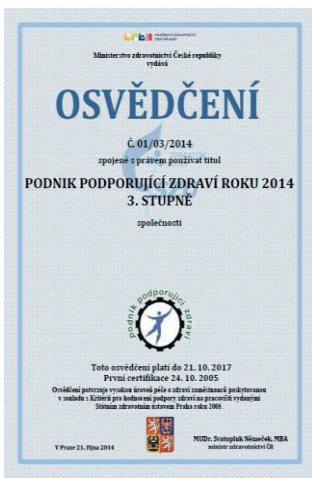 Ministerstvo zdravotnictví České republiky
vydává
OSVĚDČENÍ
Č. 01/03/2014
spojené s právem používat titul
PODNIK PODPORUJÍCÍ ZDRAVÍ ROKU 2014
3. STUPNĚ
společnosti
podnik podporující zdraví
Toto osvědčení platí do 21. 10. 2017
První certifikace 24. 10. 2005
Osvědčení potvrzuje vysokou úroveň péče o zdraví zaměstnanců poskytovanou
v souladu s Kritérii pro hodnocení podpory zdraví na pracovišti vydanými
Státním zdravotním ústavem Praha roku 2006.
V Praze 21. října 2014
MUDr. Svatopluk Němeček, MBA
ministr zdravotnictví ČR